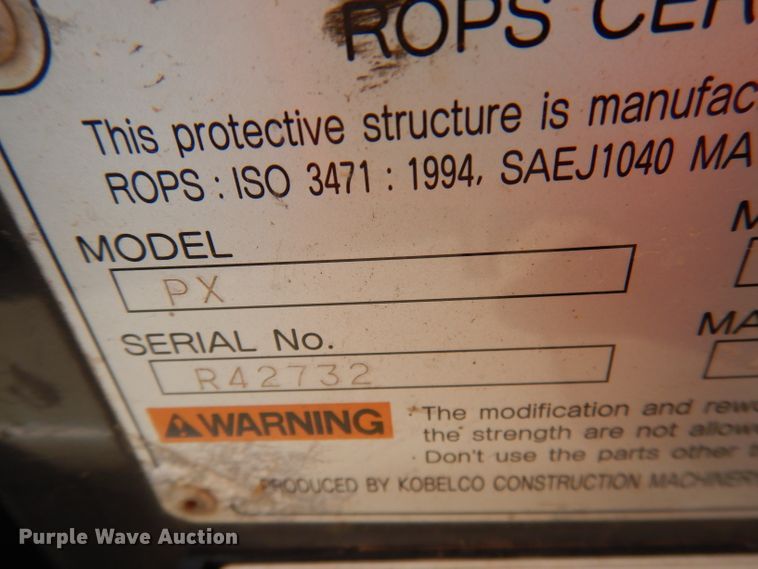 ROPS CER
This protective structure is manufac
ROPS : ISO 3471 : 1994, SAEJ1040 MA
MODEL
PX
SERIAL No.
R42732
WARNING
*The modification and rewo
the strength are not allow
· Don't use the parts other
PRODUCED BY KOBELCO CONSTRUCTION MACHINERY
M
MA
Purple Wave Auction